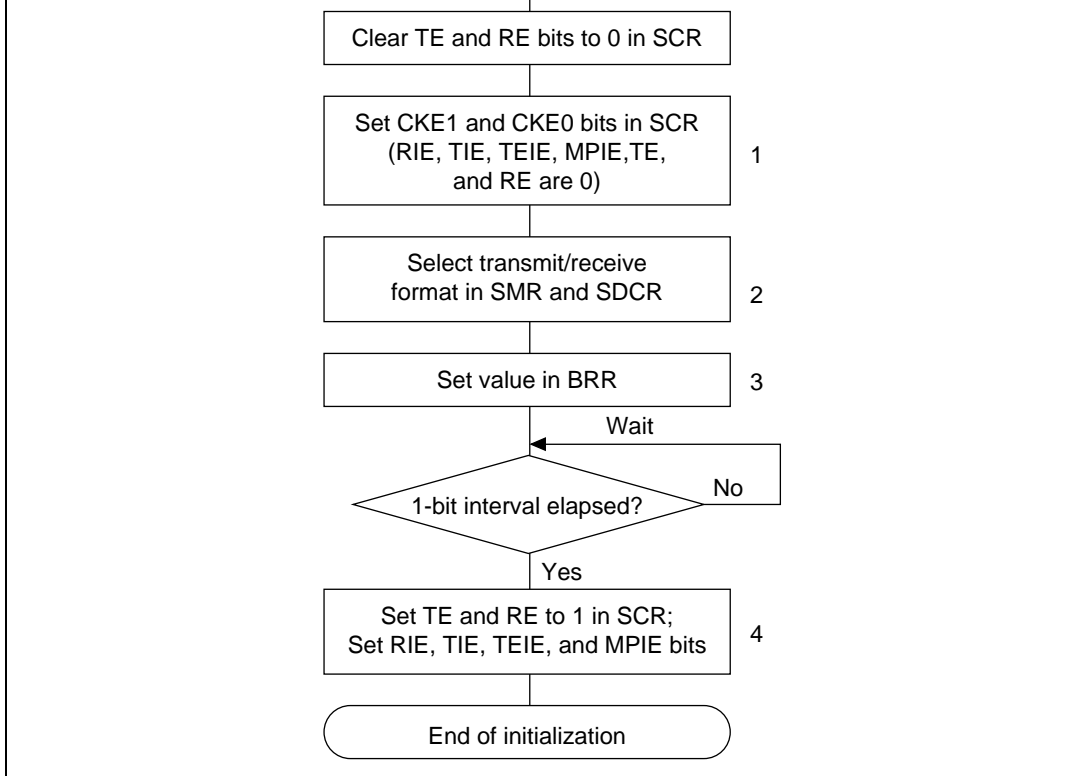 Clear TE and RE bits to 0 in SCR
Set CKE1 and CKE0 bits in SCR
(RIE, TIE, TEIE, MPIE,TE,
and RE are 0)
1
Select transmit/receive
format in SMR and SDCR
2
Set value in BRR
3
Wait
1-bit interval elapsed?
No
Yes
Set TE and RE to 1 in SCR;
Set RIE, TIE, TEIE, and MPIE bits
4
End of initialization